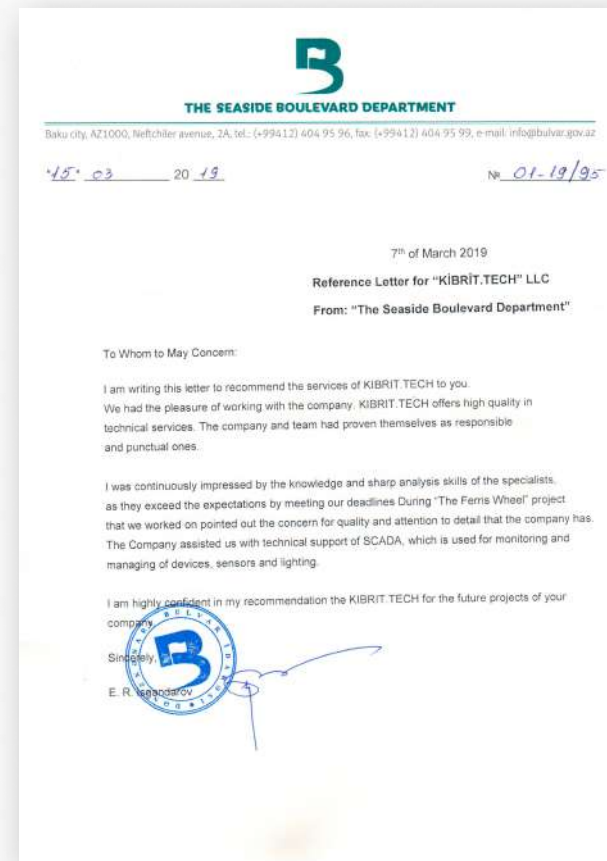 B
THE SEASIDE BOULEVARD DEPARTMENT
Baku city, AZ1000, Neftchiler avenue, 2A, tel.: (+99412) 404 95 96, fax: (+99412) 404 95 99, e-mail: info@bulvar.gov.az
"15" 03 20 19 № 01-19/95
7th of March 2019
Reference Letter for "KİBRİT.TECH" LLC
From: "The Seaside Boulevard Department"
To Whom to May Concern:
I am writing this letter to recommend the services of KIBRIT.TECH to you.
We had the pleasure of working with the company. KIBRIT.TECH offers high quality in
technical services. The company and team had proven themselves as responsible
and punctual ones.
I was continuously impressed by the knowledge and sharp analysis skills of the specialists,
as they exceed the expectations by meeting our deadlines During "The Ferris Wheel" project
that we worked on pointed out the concern for quality and attention to detail that the company has.
The Company assisted us with technical support of SCADA, which is used for monitoring and
managing of devices, sensors and lighting.
I am highly confident in my recommendation the KIBRIT.TECH for the future projects of your
company.
Sincerely,
E. R. Isgandarov
DƏNİZKƏNARI BULVAR İDARƏSİ
B